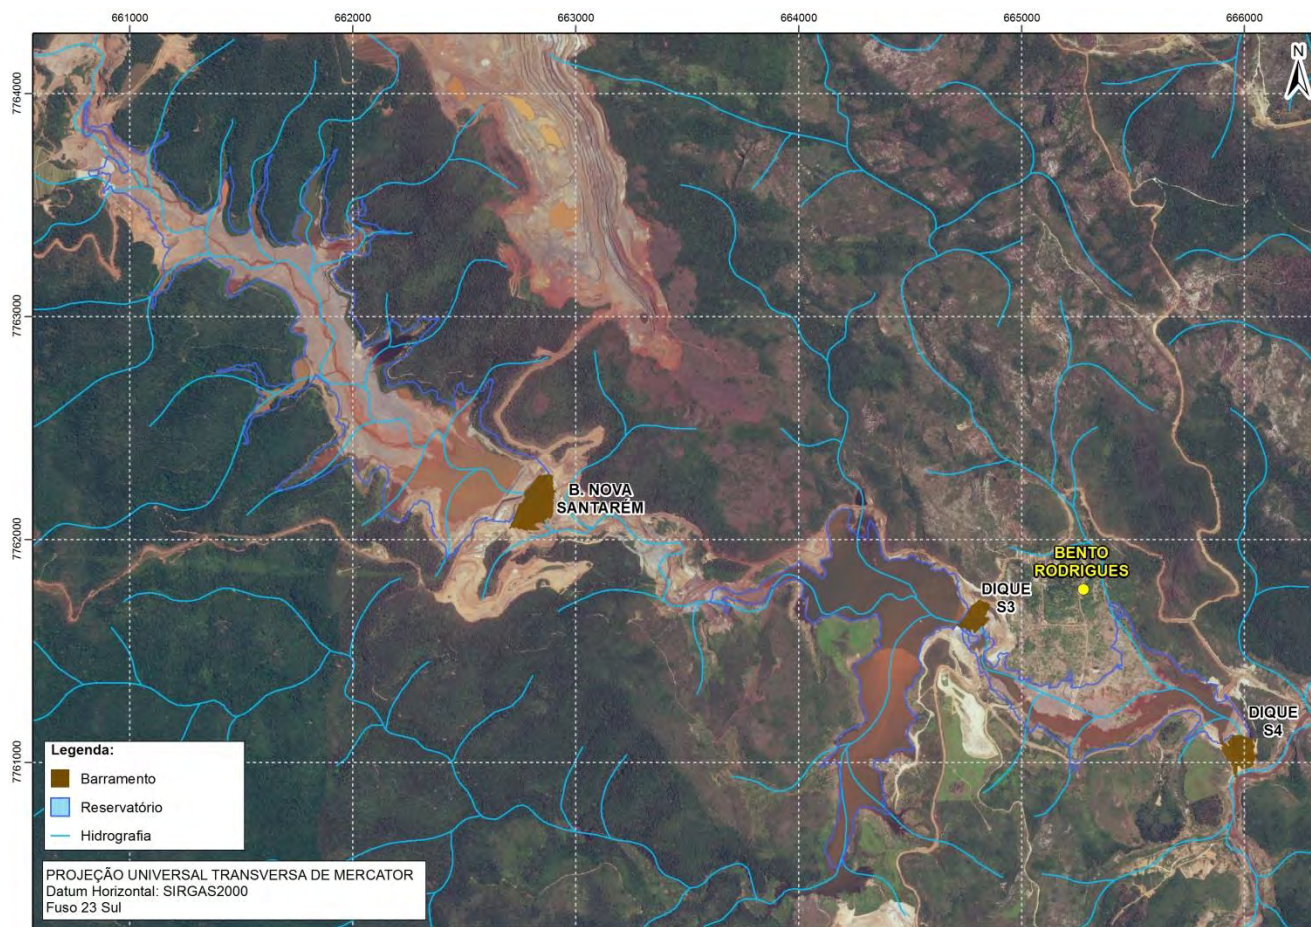 661000 662000 663000 664000 665000 666000
N
7764000
7763000
7762000
7761000
B. NOVA
SANTARÉM
BENTO
RODRIGUES
DIQUE
S3
DIQUE
S4
Legenda:
Barramento
Reservatório
Hidrografia
PROJEÇÃO UNIVERSAL TRANSVERSA DE MERCATOR
Datum Horizontal: SIRGAS2000
Fuso 23 Sul